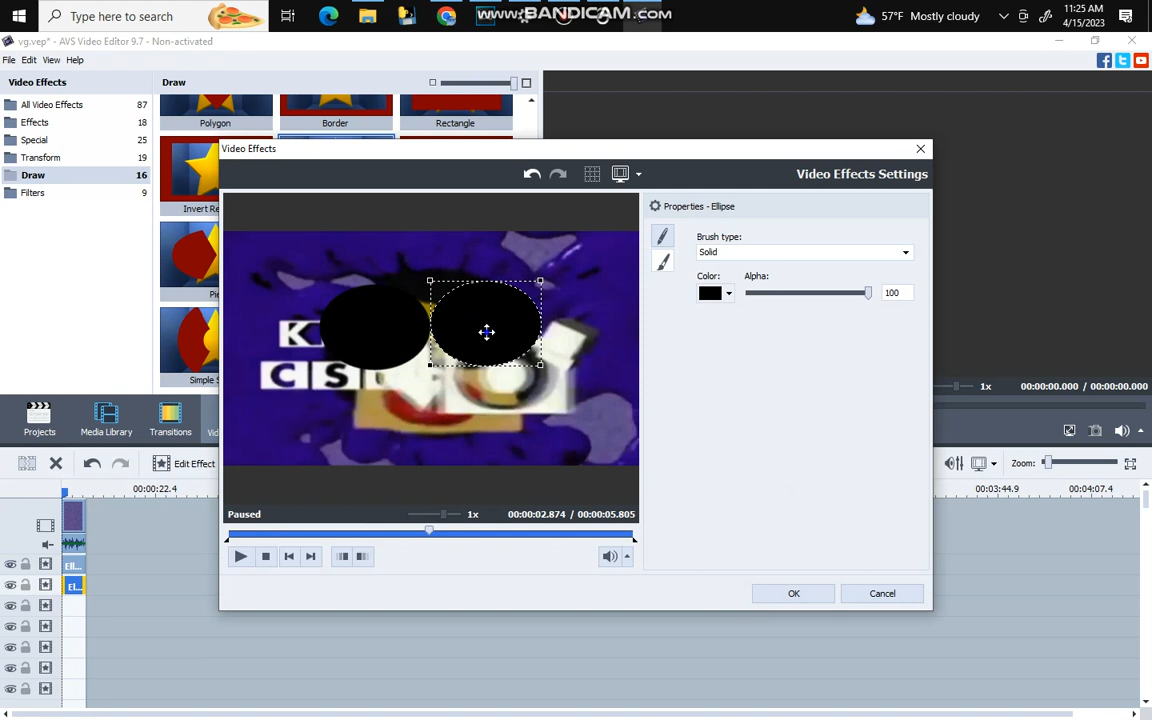 Type here to search
www.BANDICAM.com
57°F Mostly cloudy
11:25 AM
4/15/2023
vg.vep* - AVS Video Editor 9.7 - Non-activated
File Edit View Help
Video Effects
Draw
All Video Effects 87
Effects 18
Special 25
Transform 19
Draw 16
Filters 9
Polygon
Border
Rectangle
Invert Re
Pie
Simple S
Video Effects
Video Effects Settings
Properties - Ellipse
Brush type:
Solid
Color:
Alpha:
100
K
C S
Paused
1x
00:00:02.874 / 00:00:05.805
OK
Cancel
1x
00:00:00.000 / 00:00:00.000
Projects
Media Library
Transitions
Vid
Edit Effect
Zoom:
00:00:22.4
00:03:44.9
00:04:07.4
Ell...
El...